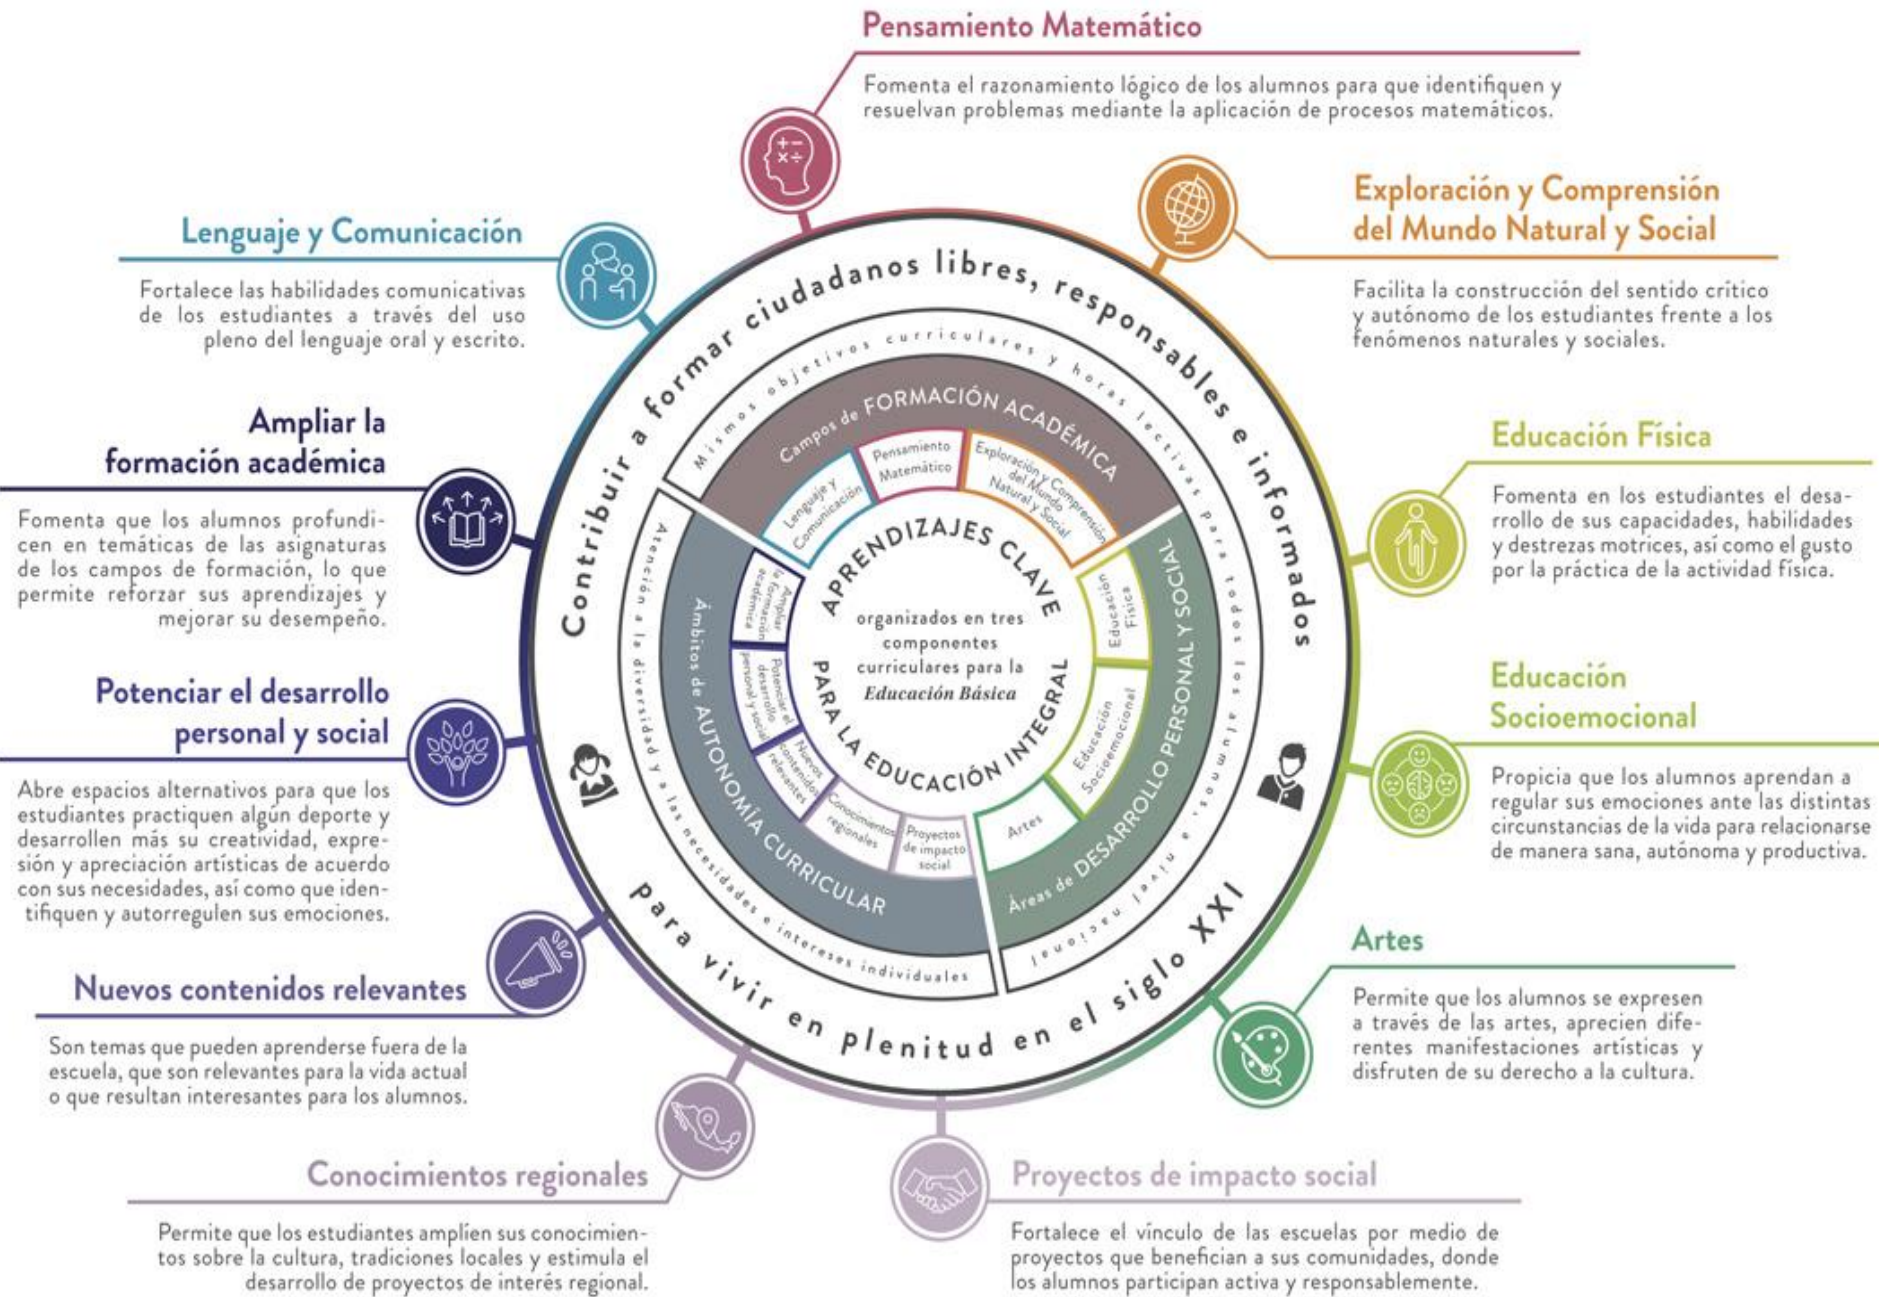 Pensamiento Matemático
Fomenta el razonamiento lógico de los alumnos para que identifiquen y
resuelvan problemas mediante la aplicación de procesos matemáticos.
Exploración y Comprensión
del Mundo Natural y Social
Facilita la construcción del sentido crítico
y autónomo de los estudiantes frente a los
fenómenos naturales y sociales.
Lenguaje y Comunicación
Fortalece las habilidades comunicativas
de los estudiantes a través del uso
pleno del lenguaje oral y escrito.
Ampliar la
formación académica
Fomenta que los alumnos profundi-
cen en temáticas de las asignaturas
de los campos de formación, lo que
permite reforzar sus aprendizajes y
mejorar su desempeño.
Educación Física
Fomenta en los estudiantes el desa-
rrollo de sus capacidades, habilidades
y destrezas motrices, así como el gusto
por la práctica de la actividad física.
Potenciar el desarrollo
personal y social
Abre espacios alternativos para que los
estudiantes practiquen algún deporte y
desarrollen más su creatividad, expre-
sión y apreciación artísticas de acuerdo
con sus necesidades, así como que iden-
tifiquen y autorregulen sus emociones.
Educación
Socioemocional
Propicia que los alumnos aprendan a
regular sus emociones ante las distintas
circunstancias de la vida para relacionarse
de manera sana, autónoma y productiva.
Nuevos contenidos relevantes
Son temas que pueden aprenderse fuera de la
escuela, que son relevantes para la vida actual
o que resultan interesantes para los alumnos.
Artes
Permite que los alumnos se expresen
a través de las artes, aprecien dife-
rentes manifestaciones artísticas y
disfruten de su derecho a la cultura.
Conocimientos regionales
Permite que los estudiantes amplíen sus conocimien-
tos sobre la cultura, tradiciones locales y estimula el
desarrollo de proyectos de interés regional.
Proyectos de impacto social
Fortalece el vínculo de las escuelas por medio de
proyectos que benefician a sus comunidades, donde
los alumnos participan activa y responsablemente.
Contribuir a formar ciudadanos libres, responsables e informados
para vivir en plenitud en el siglo XXI
Mismos objetivos curriculares y horas lectivas para todos los alumnos, a nivel nacional
Atención a la diversidad y a las necesidades e intereses individuales
Campos de FORMACIÓN ACADÉMICA
Lenguaje y
Comunicación
Pensamiento
Matemático
Exploración y Comprensión
del Mundo
Natural y Social
Áreas de DESARROLLO PERSONAL Y SOCIAL
Educación
Física
Educación
Socioemocional
Artes
Ámbitos de AUTONOMÍA CURRICULAR
Ampliar
la formación
académica
Potenciar el
desarrollo
personal y social
Nuevos
contenidos
relevantes
Conocimientos
regionales
Proyectos
de impacto
social
APRENDIZAJES CLAVE
organizados en tres
componentes
curriculares para la
Educación Básica
PARA LA EDUCACIÓN INTEGRAL